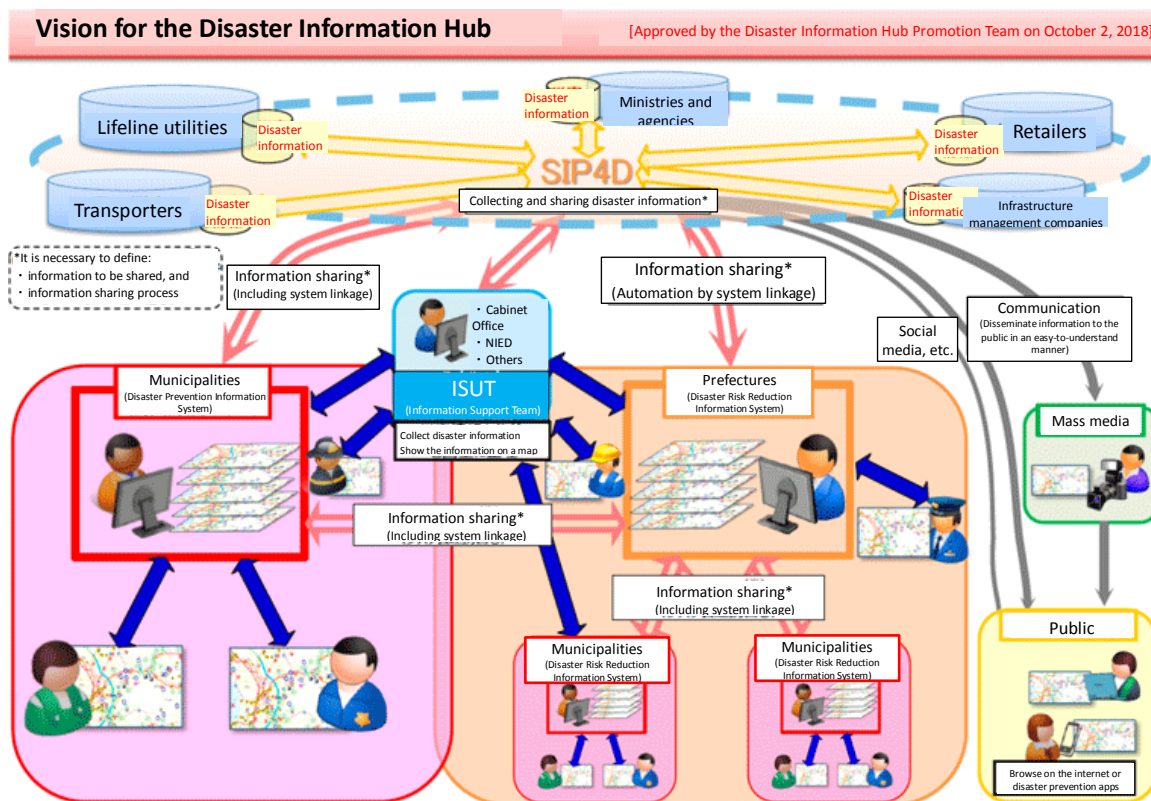 Vision for the Disaster Information Hub
[Approved by the Disaster Information Hub Promotion Team on October 2, 2018]
Lifeline utilities
Disaster
information
Disaster
information
Ministries and
agencies
Disaster
information
Retailers
SIP4D
Transporters
Disaster
information
Collecting and sharing disaster information*
Disaster
information
Infrastructure
management companies
*It is necessary to define:
・ information to be shared, and
・ information sharing process
Information sharing*
(Including system linkage)
Information sharing*
(Automation by system linkage)
・ Cabinet
Office
・ NIED
・ Others
Social
media, etc.
Communication
(Disseminate information to the
public in an easy-to-understand
manner)
Municipalities
(Disaster Prevention Information
System)
ISUT
(Information Support Team)
Collect disaster information
Show the information on a map
Prefectures
(Disaster Risk Reduction
Information System)
Mass media
Information sharing*
(Including system linkage)
Information sharing*
(Including system linkage)
Municipalities
(Disaster Risk Reduction
Information System)
Municipalities
(Disaster Risk Reduction
Information System)
Public
Browse on the internet or
disaster prevention apps